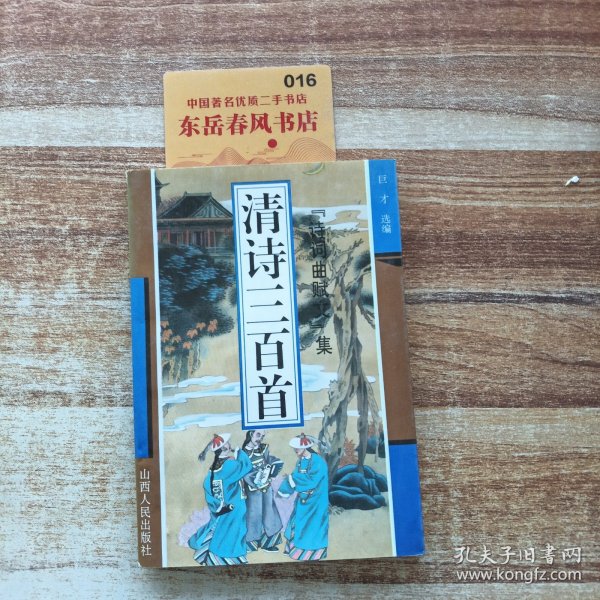 016
中国著名优质二手书店
东岳春风书店
巨才 选编
『诗词曲赋文』集
清诗三百首
山西人民出版社
孔夫子旧书网
www.kongfz.com